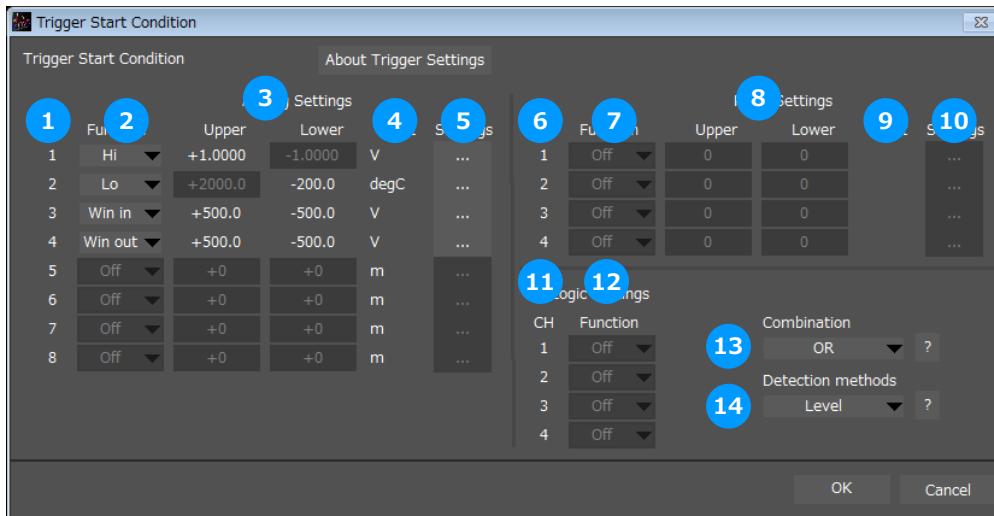 Trigger Start Condition
Trigger Start Condition
About Trigger Settings
3 Settings
1 2 Upper Lower 4 5
1 Hi +1.0000 -1.0000 V ...
2 Lo +2000.0 -200.0 degC ...
3 Win in +500.0 -500.0 V ...
4 Win out +500.0 -500.0 V ...
5 Off +0 +0 m ...
6 Off +0 +0 m ...
7 Off +0 +0 m ...
8 Off +0 +0 m ...
8 Settings
6 7 Upper Lower 9 10
1 Off 0 0 ...
2 Off 0 0 ...
3 Off 0 0 ...
4 Off 0 0 ...
11 12
CH Function
1 Off
2 Off
3 Off
4 Off
Combination
13 OR ?
Detection methods
14 Level ?
OK Cancel